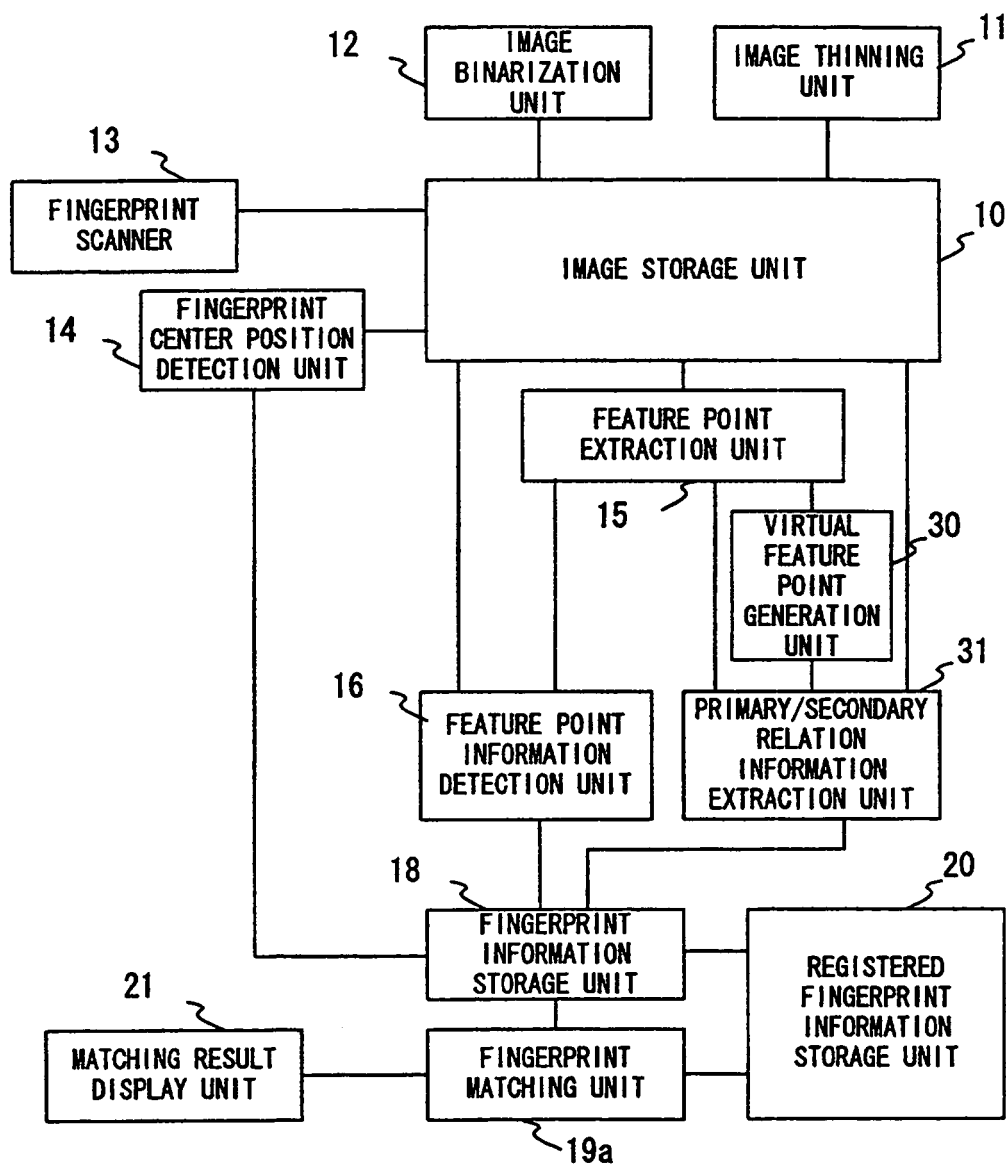 12
IMAGE
BINARIZATION
UNIT
IMAGE THINNING
UNIT
11
13
FINGERPRINT
SCANNER
IMAGE STORAGE UNIT
10
14
FINGERPRINT
CENTER POSITION
DETECTION UNIT
FEATURE POINT
EXTRACTION UNIT
15
VIRTUAL
FEATURE
POINT
GENERATION
UNIT
30
16
FEATURE POINT
INFORMATION
DETECTION UNIT
31
PRIMARY/SECONDARY
RELATION
INFORMATION
EXTRACTION UNIT
18
FINGERPRINT
INFORMATION
STORAGE UNIT
20
REGISTERED
FINGERPRINT
INFORMATION
STORAGE UNIT
21
MATCHING RESULT
DISPLAY UNIT
FINGERPRINT
MATCHING UNIT
19a